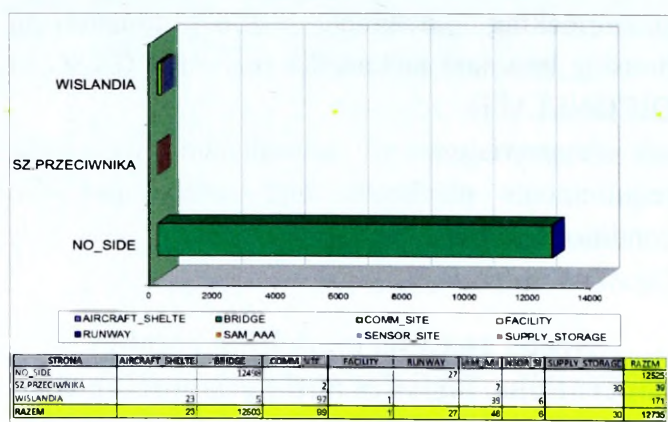 WISLANDIA
SZ.PRZECIWNIKA
NO_SIDE
0 2000 4000 6000 8000 10000 12000 14000
AIRCRAFT_SHELTE BRIDGE COMM_SITE FACILITY
RUNWAY SAM_AAA SENSOR_SITE SUPPLY_STORAGE
STRONA AIRCRAFT_SHELTE BRIDGE COMM_SITE FACILITY RUNWAY SUPPLY_STORAGE RAZEM
NO_SIDE 12498 27 12525
SZ.PRZECIWNIKA 2 7 30 39
WISLANDIA 23 5 97 1 39 6 171
RAZEM 23 12503 99 1 27 46 6 30 12735